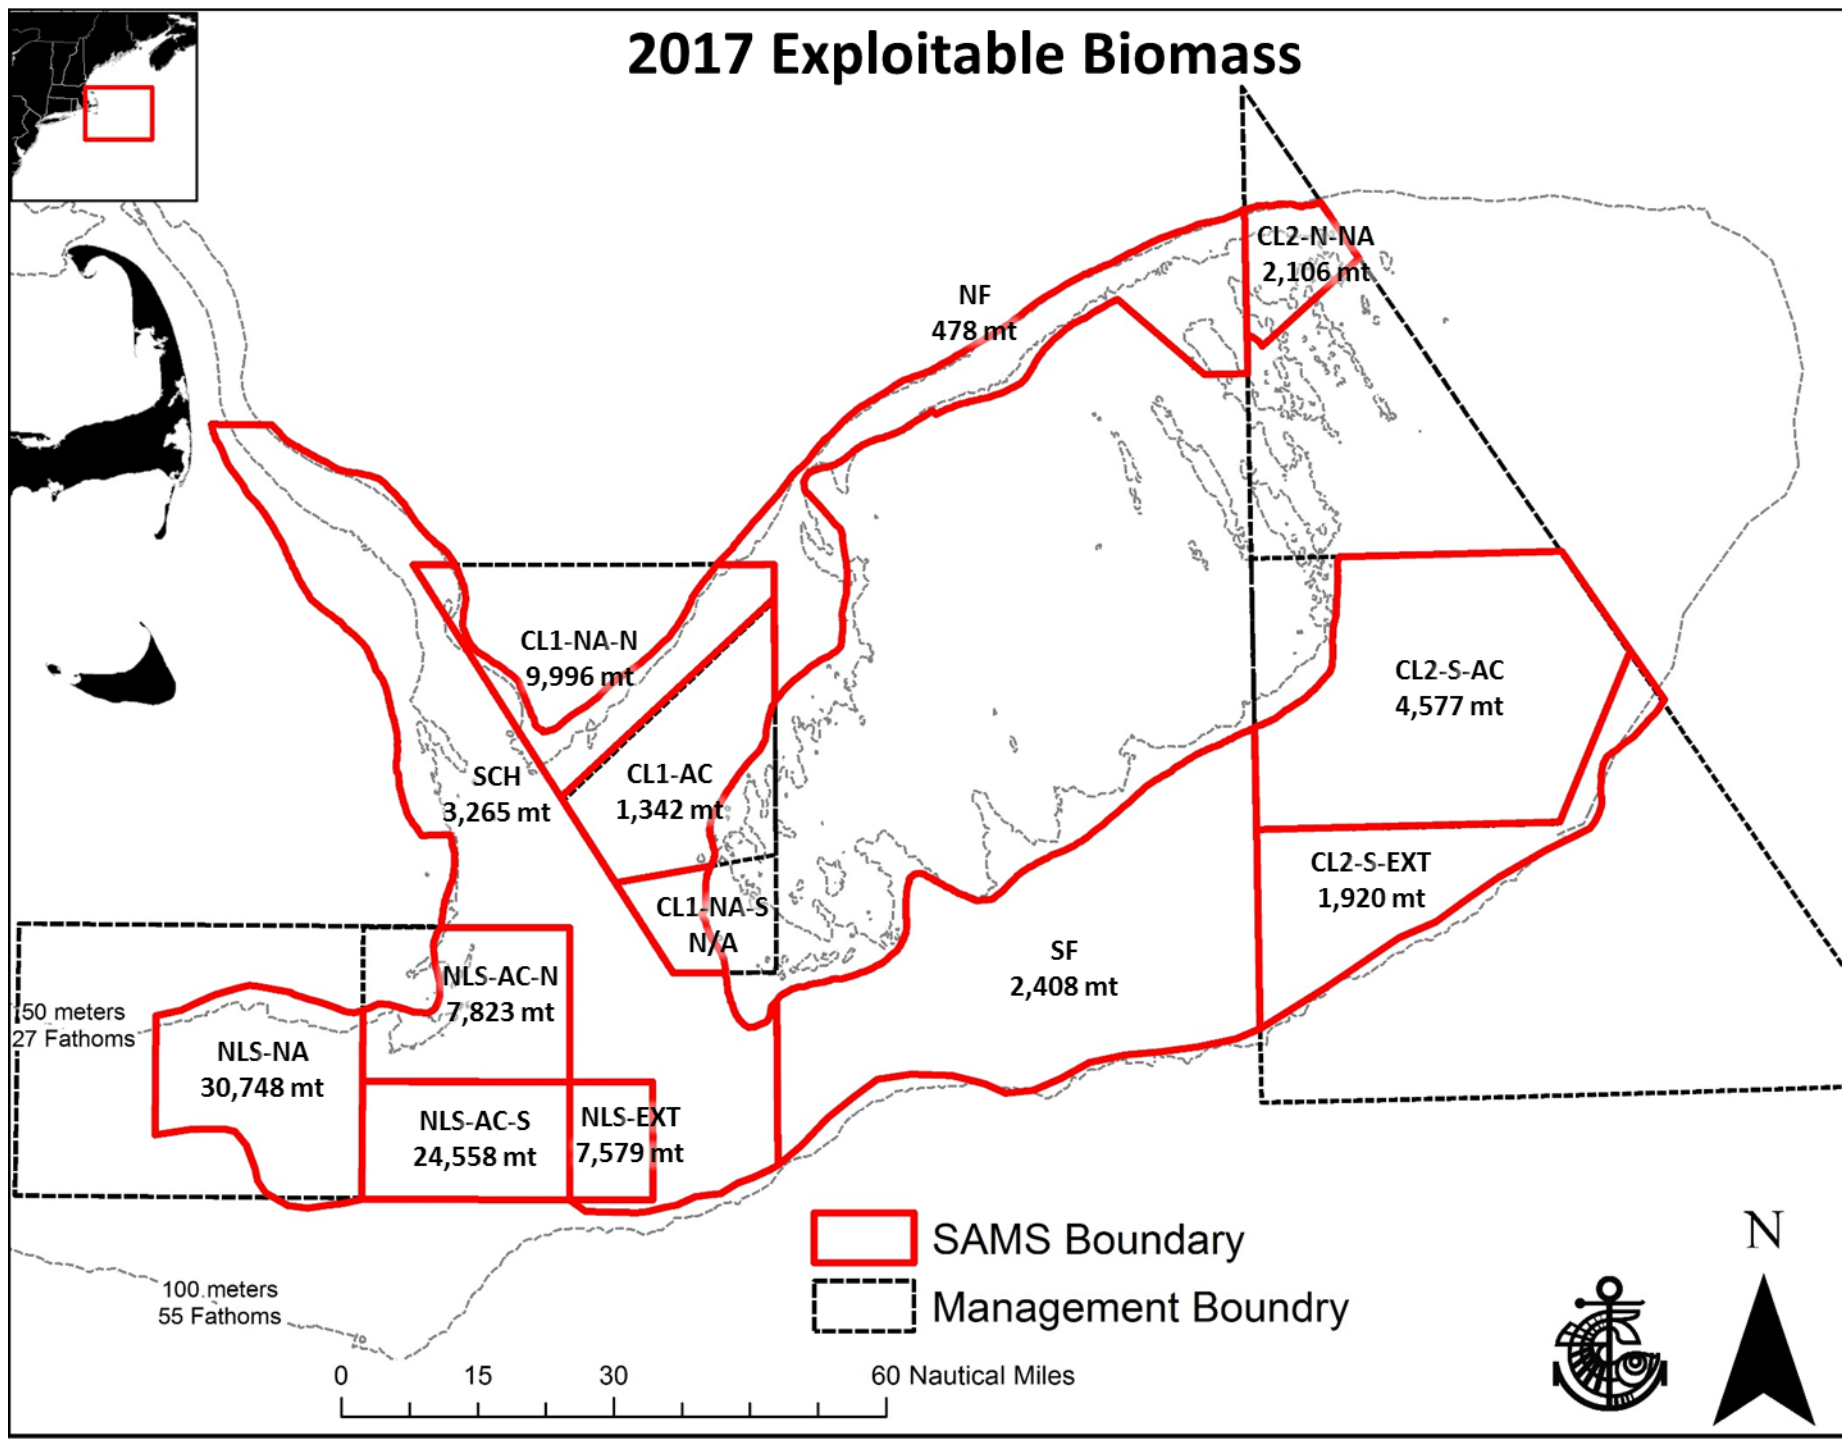 2017 Exploitable Biomass
CL2-N-NA
2,106 mt
NF
478 mt
CL1-NA-N
9,996 mt
CL2-S-AC
4,577 mt
SCH
3,265 mt
CL1-AC
1,342 mt
CL2-S-EXT
1,920 mt
CL1-NA-S
N/A
SF
2,408 mt
NLS-AC-N
7,823 mt
50 meters
27 Fathoms
NLS-NA
30,748 mt
NLS-AC-S
24,558 mt
NLS-EXT
7,579 mt
SAMS Boundary
Management Boundry
N
100 meters
55 Fathoms
0 15 30 60 Nautical Miles